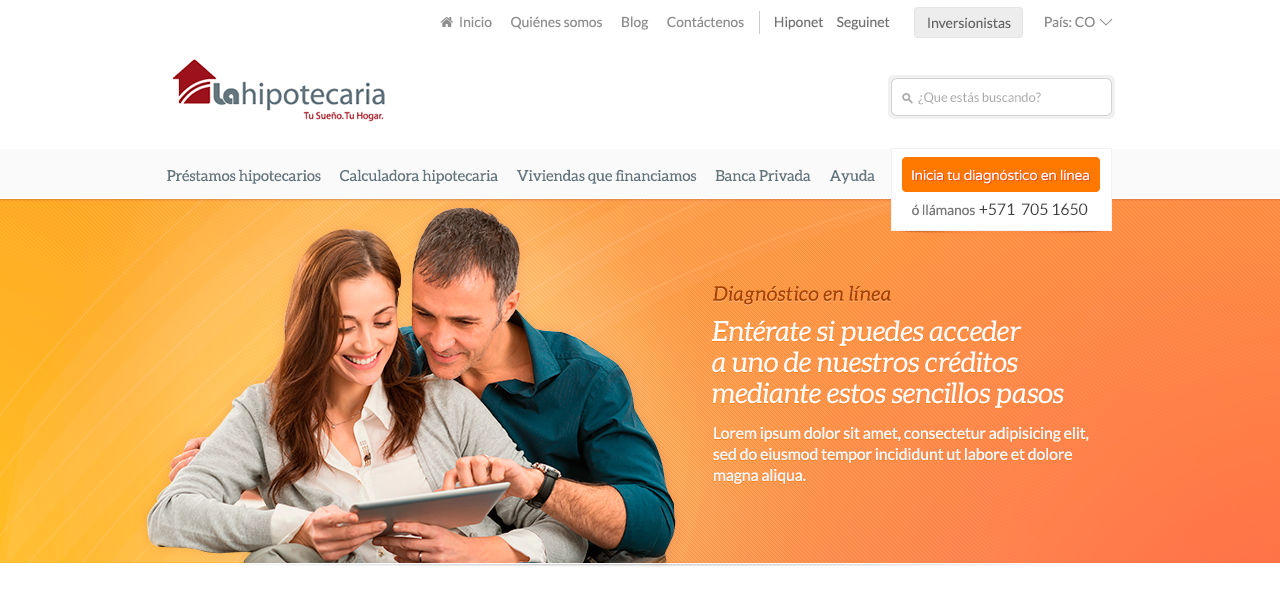 Inicio Quiénes somos Blog Contáctenos Hiponet Seguinet Inversionistas País: CO
Lahipotecaria
Tu Sueño.Tu Hogar.
¿Que estás buscando?
Préstamos hipotecarios Calculadora hipotecaria Viviendas que financiamos Banca Privada Ayuda
Inicia tu diagnóstico en línea
ó llámanos +571 705 1650
Diagnóstico en línea
Entérate si puedes acceder
a uno de nuestros créditos
mediante estos sencillos pasos
Lorem ipsum dolor sit amet, consectetur adipisicing elit,
sed do eiusmod tempor incididunt ut labore et dolore
magna aliqua.